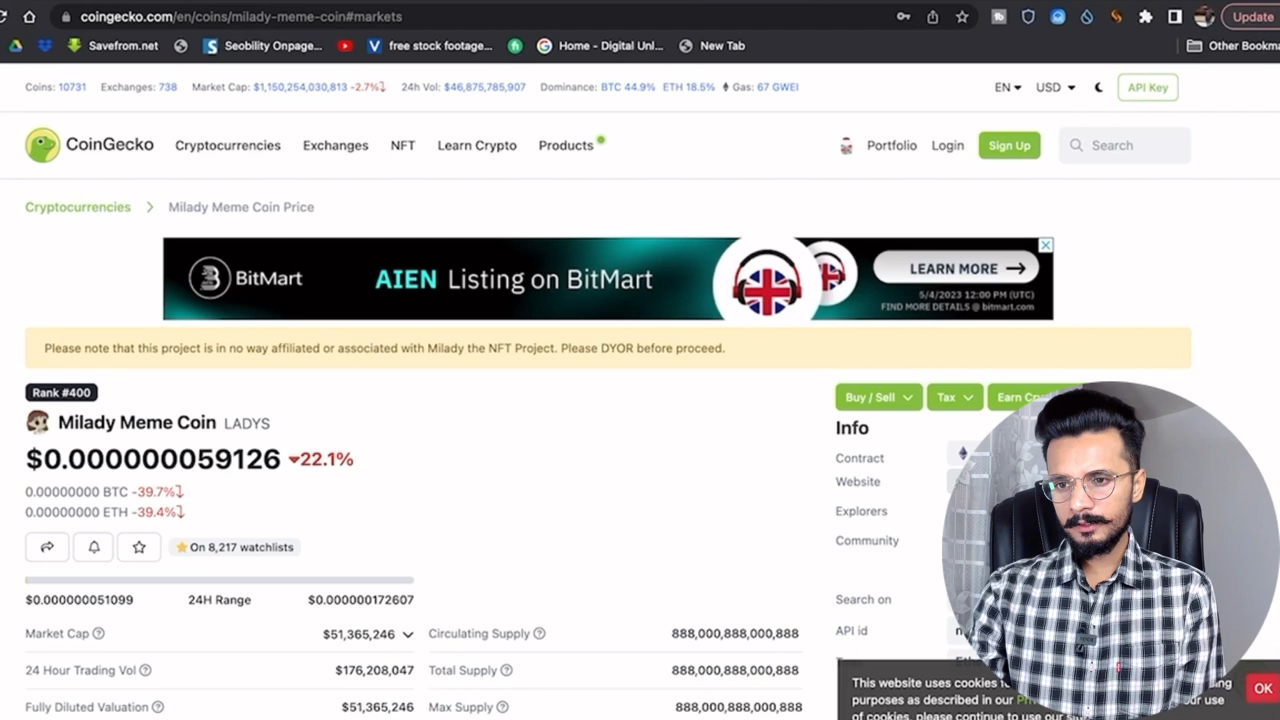 coingecko.com/en/coins/milady-meme-coin#markets
Update
Savefrom.net
Seobility Onpage...
free stock footage...
Home - Digital Unl...
New Tab
Other Bookma
Coins: 10731 Exchanges: 738 Market Cap: $1,150,254,030,813 -2.7% 24h Vol: $46,875,785,907 Dominance: BTC 44.9% ETH 18.5% Gas: 67 GWEI
EN USD API Key
CoinGecko Cryptocurrencies Exchanges NFT Learn Crypto Products
Portfolio Login Sign Up Search
Cryptocurrencies > Milady Meme Coin Price
BitMart AIEN Listing on BitMart
LEARN MORE →
5/4/2023 12:00 PM (UTC)
FIND MORE DETAILS @ bitmart.com
Please note that this project is in no way affiliated or associated with Milady the NFT Project. Please DYOR before proceed.
Rank #400
Milady Meme Coin LADYS
$0.000000059126 22.1%
0.00000000 BTC -39.7%
0.00000000 ETH -39.4%
On 8,217 watchlists
$0.000000051099 24H Range $0.000000172607
Market Cap $51,365,246
24 Hour Trading Vol $176,208,047
Fully Diluted Valuation $51,365,246
Circulating Supply 888,000,888,000,888
Total Supply 888,000,888,000,888
Max Supply 888,000,888,000,888
Buy / Sell Tax Earn
Info
Contract
Website
Explorers
Community
Search on
API id
This website uses cookies
purposes as described in our
of cookies, please continue to use our
use
OK